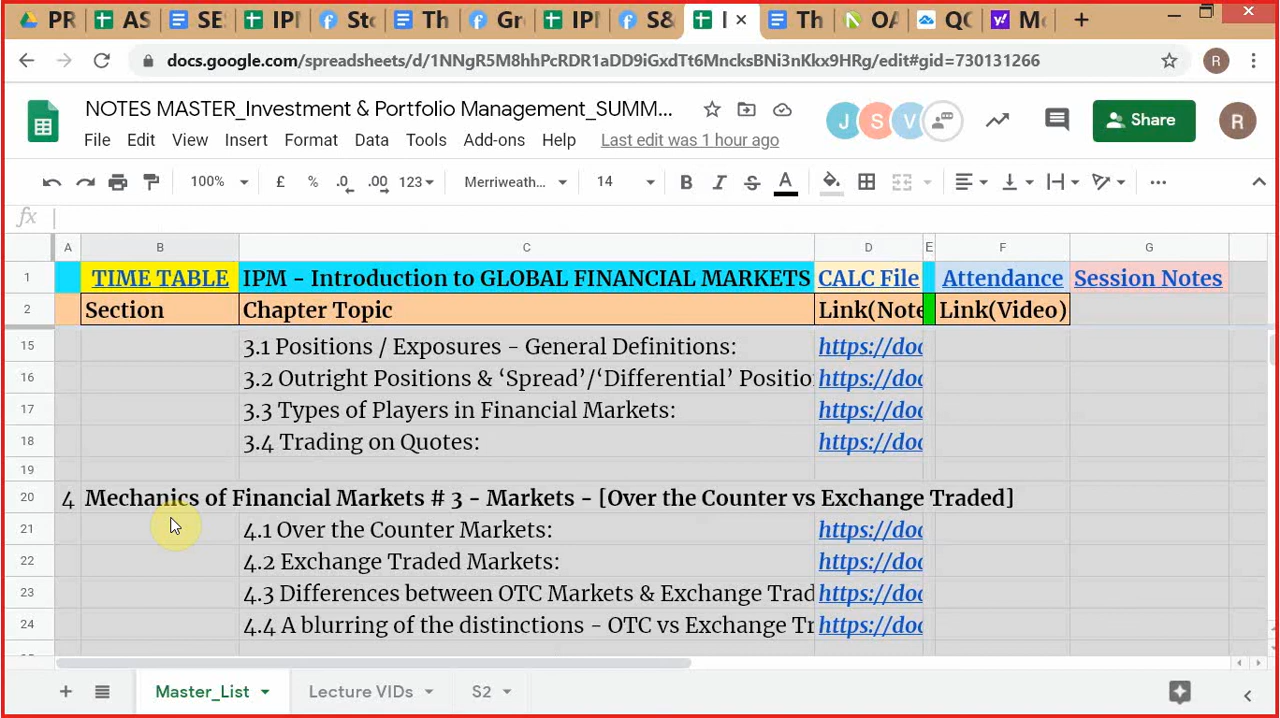 PR AS SE IPI Sto Th Gr IPI S& I × Th OA QC Mo +
docs.google.com/spreadsheets/d/1NNgR5M8hhPcRDR1aDD9iGxdTt6MncksBNi3nKkx9HRg/edit#gid=730131266 R
NOTES MASTER_Investment & Portfolio Management_SUMM... J S V Share R
File Edit View Insert Format Data Tools Add-ons Help Last edit was 1 hour ago
100% £ % .0 .00 123 Merriweath... 14 B I S A
fx
A B C D E F G
1 TIME TABLE IPM - Introduction to GLOBAL FINANCIAL MARKETS CALC File Attendance Session Notes
2 Section Chapter Topic Link(Note Link(Video)
15 3.1 Positions / Exposures - General Definitions: https://doc
16 3.2 Outright Positions & ‘Spread’/‘Differential’ Positio https://doc
17 3.3 Types of Players in Financial Markets: https://doc
18 3.4 Trading on Quotes: https://doc
19
20 4 Mechanics of Financial Markets # 3 - Markets - [Over the Counter vs Exchange Traded]
21 4.1 Over the Counter Markets: https://doc
22 4.2 Exchange Traded Markets: https://doc
23 4.3 Differences between OTC Markets & Exchange Trad https://doc
24 4.4 A blurring of the distinctions - OTC vs Exchange Tr https://doc
+ Master_List Lecture VIDs S2